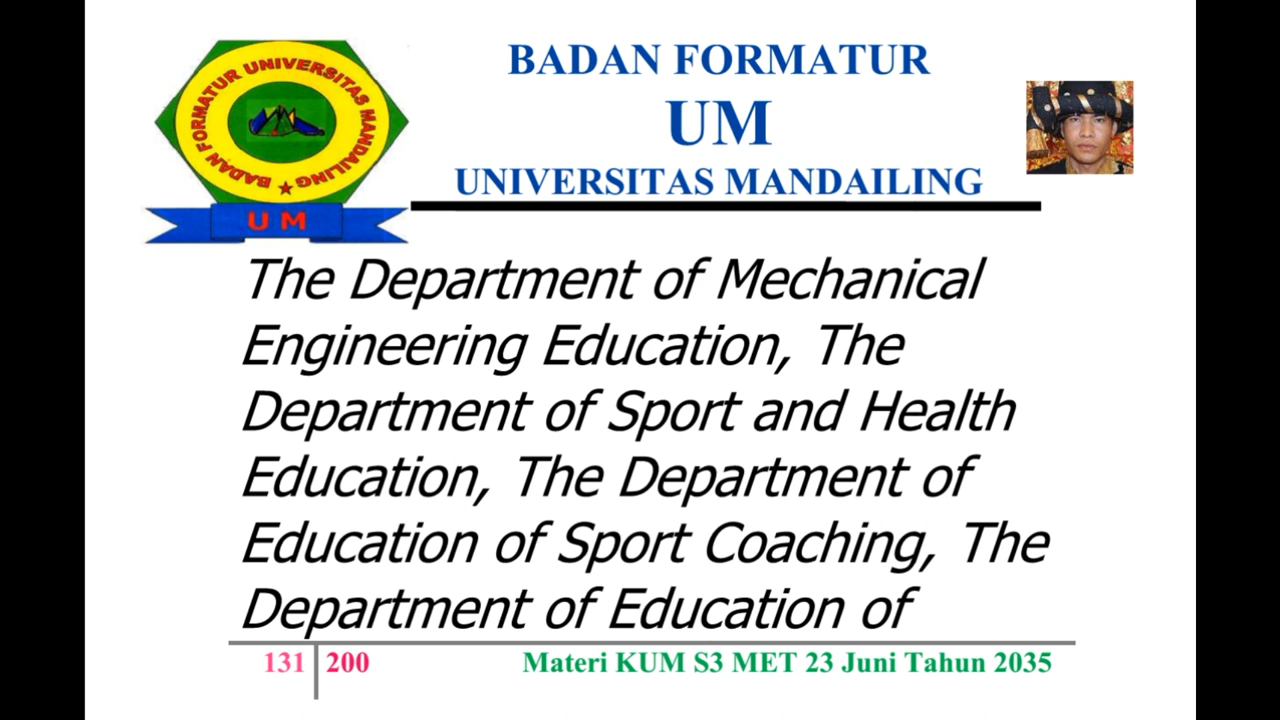 BADAN FORMATUR UNIVERSITAS MANDAILING
U M
BADAN FORMATUR
UM
UNIVERSITAS MANDAILING
The Department of Mechanical
Engineering Education, The
Department of Sport and Health
Education, The Department of
Education of Sport Coaching, The
Department of Education of
131 200 Materi KUM S3 MET 23 Juni Tahun 2035